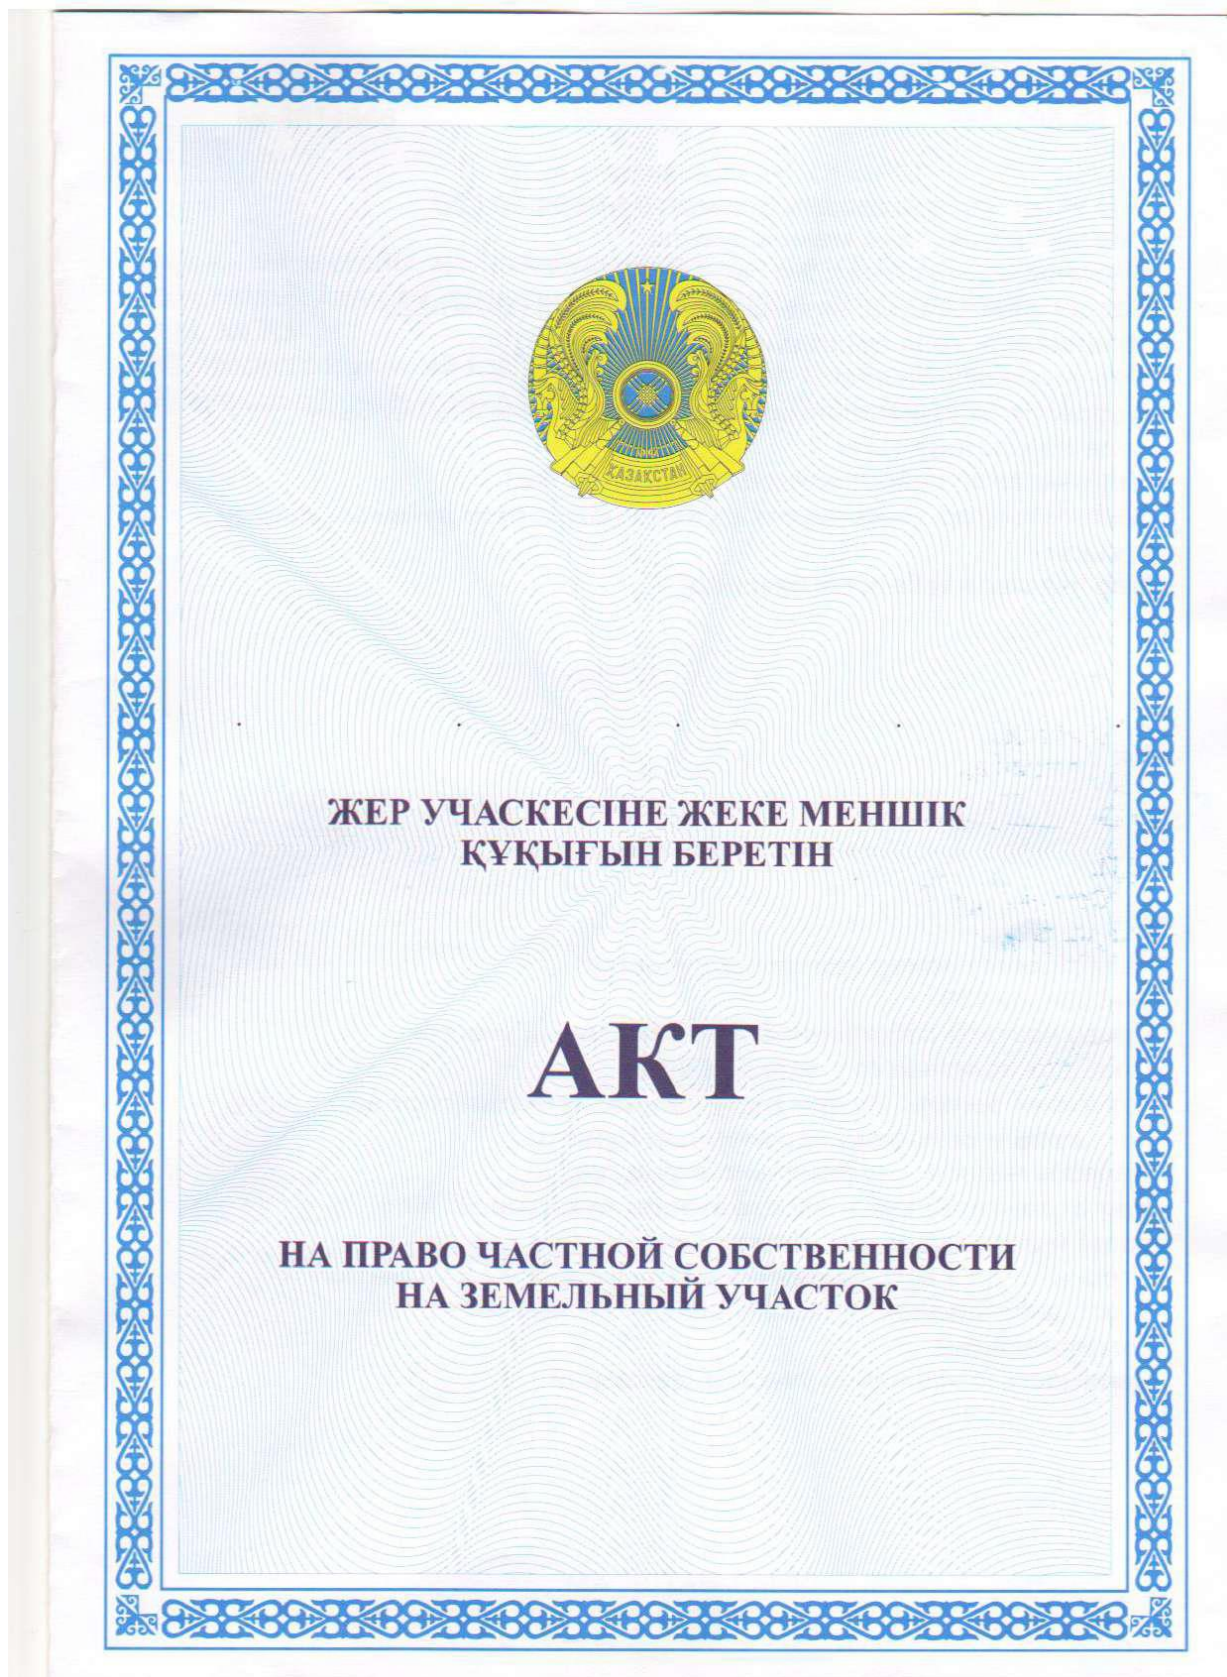 ҚАЗАҚСТАН
ЖЕР УЧАСКЕСІНЕ ЖЕКЕ МЕНШІК
ҚҰҚЫҒЫН БЕРЕТІН
АКТ
НА ПРАВО ЧАСТНОЙ СОБСТВЕННОСТИ
НА ЗЕМЕЛЬНЫЙ УЧАСТОК